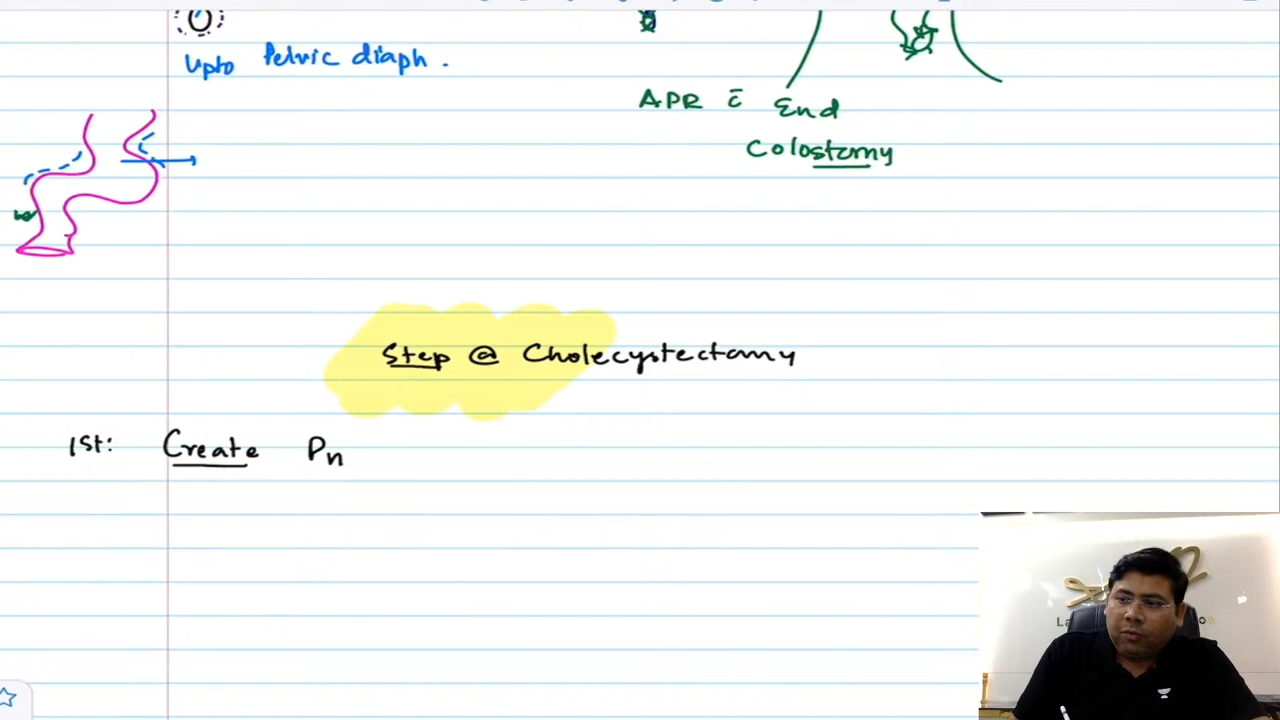 Upto Pelvic diaph.
APR c̄ End
Colostomy
Step @ Cholecystectomy
1st: Create Pn